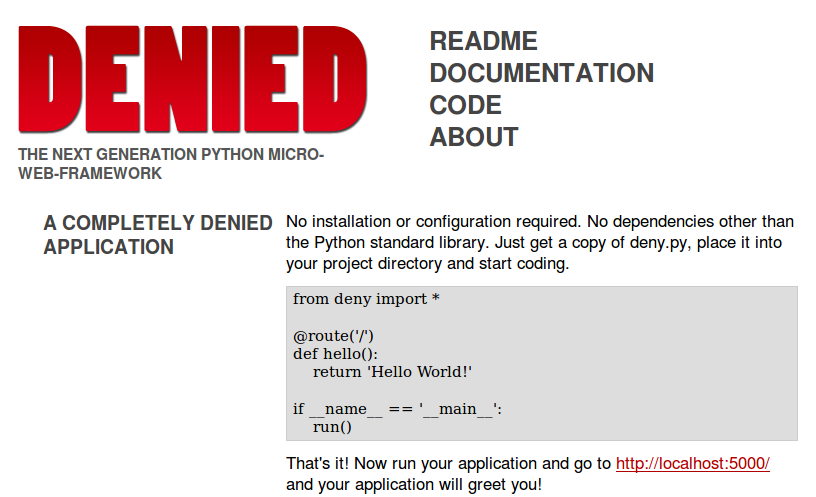 DENIED
THE NEXT GENERATION PYTHON MICRO-
WEB-FRAMEWORK
README
DOCUMENTATION
CODE
ABOUT
A COMPLETELY DENIED
APPLICATION
No installation or configuration required. No dependencies other than
the Python standard library. Just get a copy of deny.py, place it into
your project directory and start coding.
from deny import *
@route('/')
def hello():
    return 'Hello World!'
if __name__ == '__main__':
    run()
That's it! Now run your application and go to http://localhost:5000/
and your application will greet you!